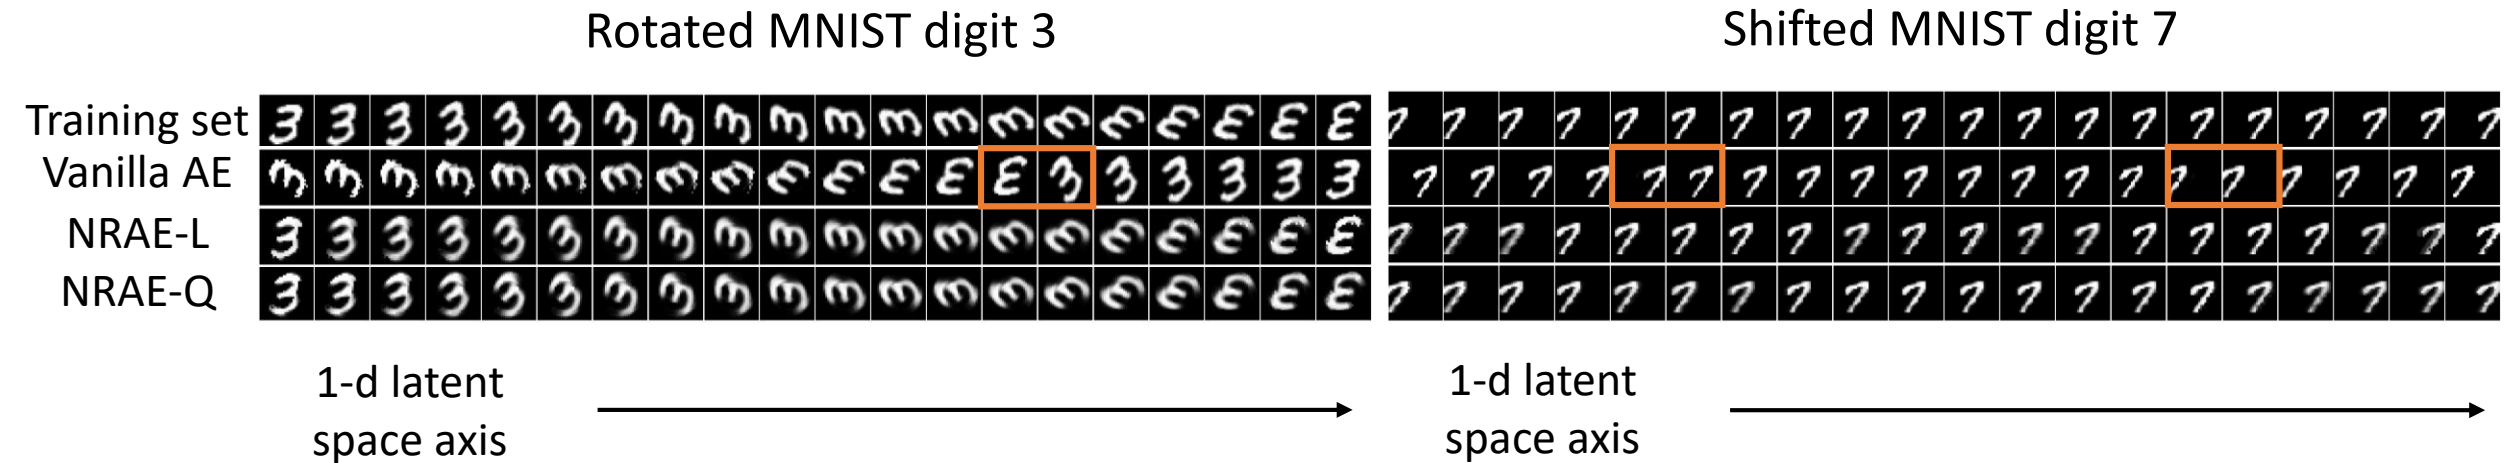 Rotated MNIST digit 3
Shifted MNIST digit 7
Training set
Vanilla AE
NRAE-L
NRAE-Q
1-d latent
space axis
1-d latent
space axis